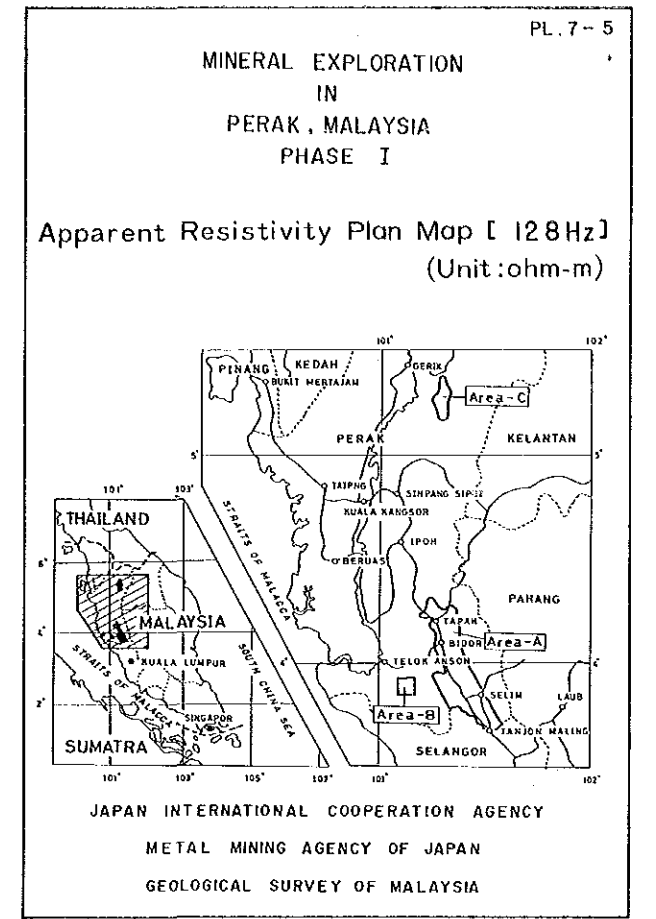 PL. 7-5
MINERAL EXPLORATION
IN
PERAK, MALAYSIA
PHASE I
Apparent Resistivity Plan Map [ 128Hz]
(Unit:ohm-m)
101°
102°
PINANG
KEDAH
BUKIT MERTAJAM
GERIK
Area-C
PERAK
KELANTAN
5°
TAIPNG
SINPANG
KUALA KANGSOR
IPOH
BERUAS
STRAITS OF MALACCA
PAHANG
TAPAH
Area-A
BIDOR
TELOK ANSON
SELIM
LAUB
Area-B
TANJON MALING
SELANGOR
101°
102°
101°
103°
THAILAND
6°
MALAYSIA
4°
KUALA LUMPUR
STRAITS OF MALACCA
SOUTH CHINA SEA
2°
SINGAPOR
SUMATRA
101°
103°
105°
JAPAN INTERNATIONAL COOPERATION AGENCY
METAL MINING AGENCY OF JAPAN
GEOLOGICAL SURVEY OF MALAYSIA